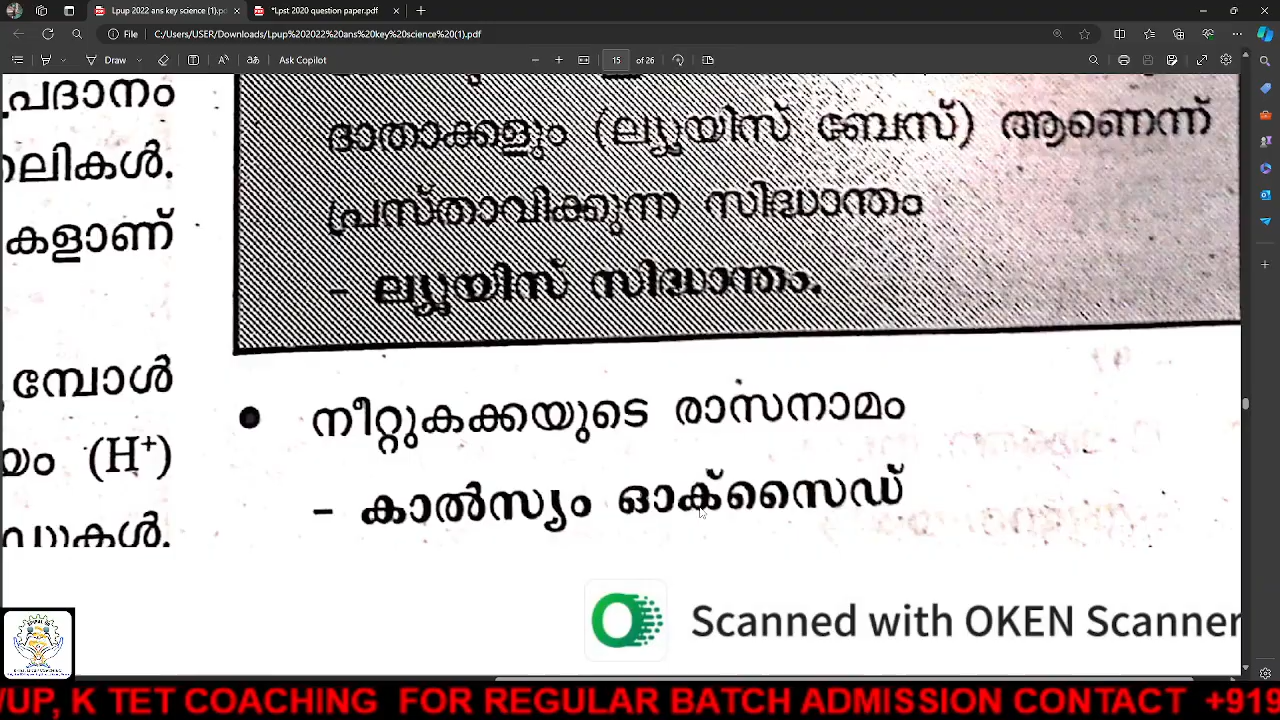 Lpup 2022 ans key science (1).pd
*Lpst 2020 question paper.pdf
File
C:/Users/USER/Downloads/Lpup%202022%20ans%20key%20science%20(1).pdf
Draw
Ask Copilot
15
of 26
കളാണ്
(H⁺)
ദാതാക്കളും (ല്യൂയിസ് ബേസ്) ആണെന്ന്
പ്രസ്താവിക്കുന്ന സിദ്ധാന്തം
– ല്യൂയിസ് സിദ്ധാന്തം.
• നീറ്റുകക്കയുടെ രാസനാമം
– കാൽസ്യം ഓക്സൈഡ്
Scanned with OKEN Scanner
/UP, K TET COACHING FOR REGULAR BATCH ADMISSION CONTACT +919